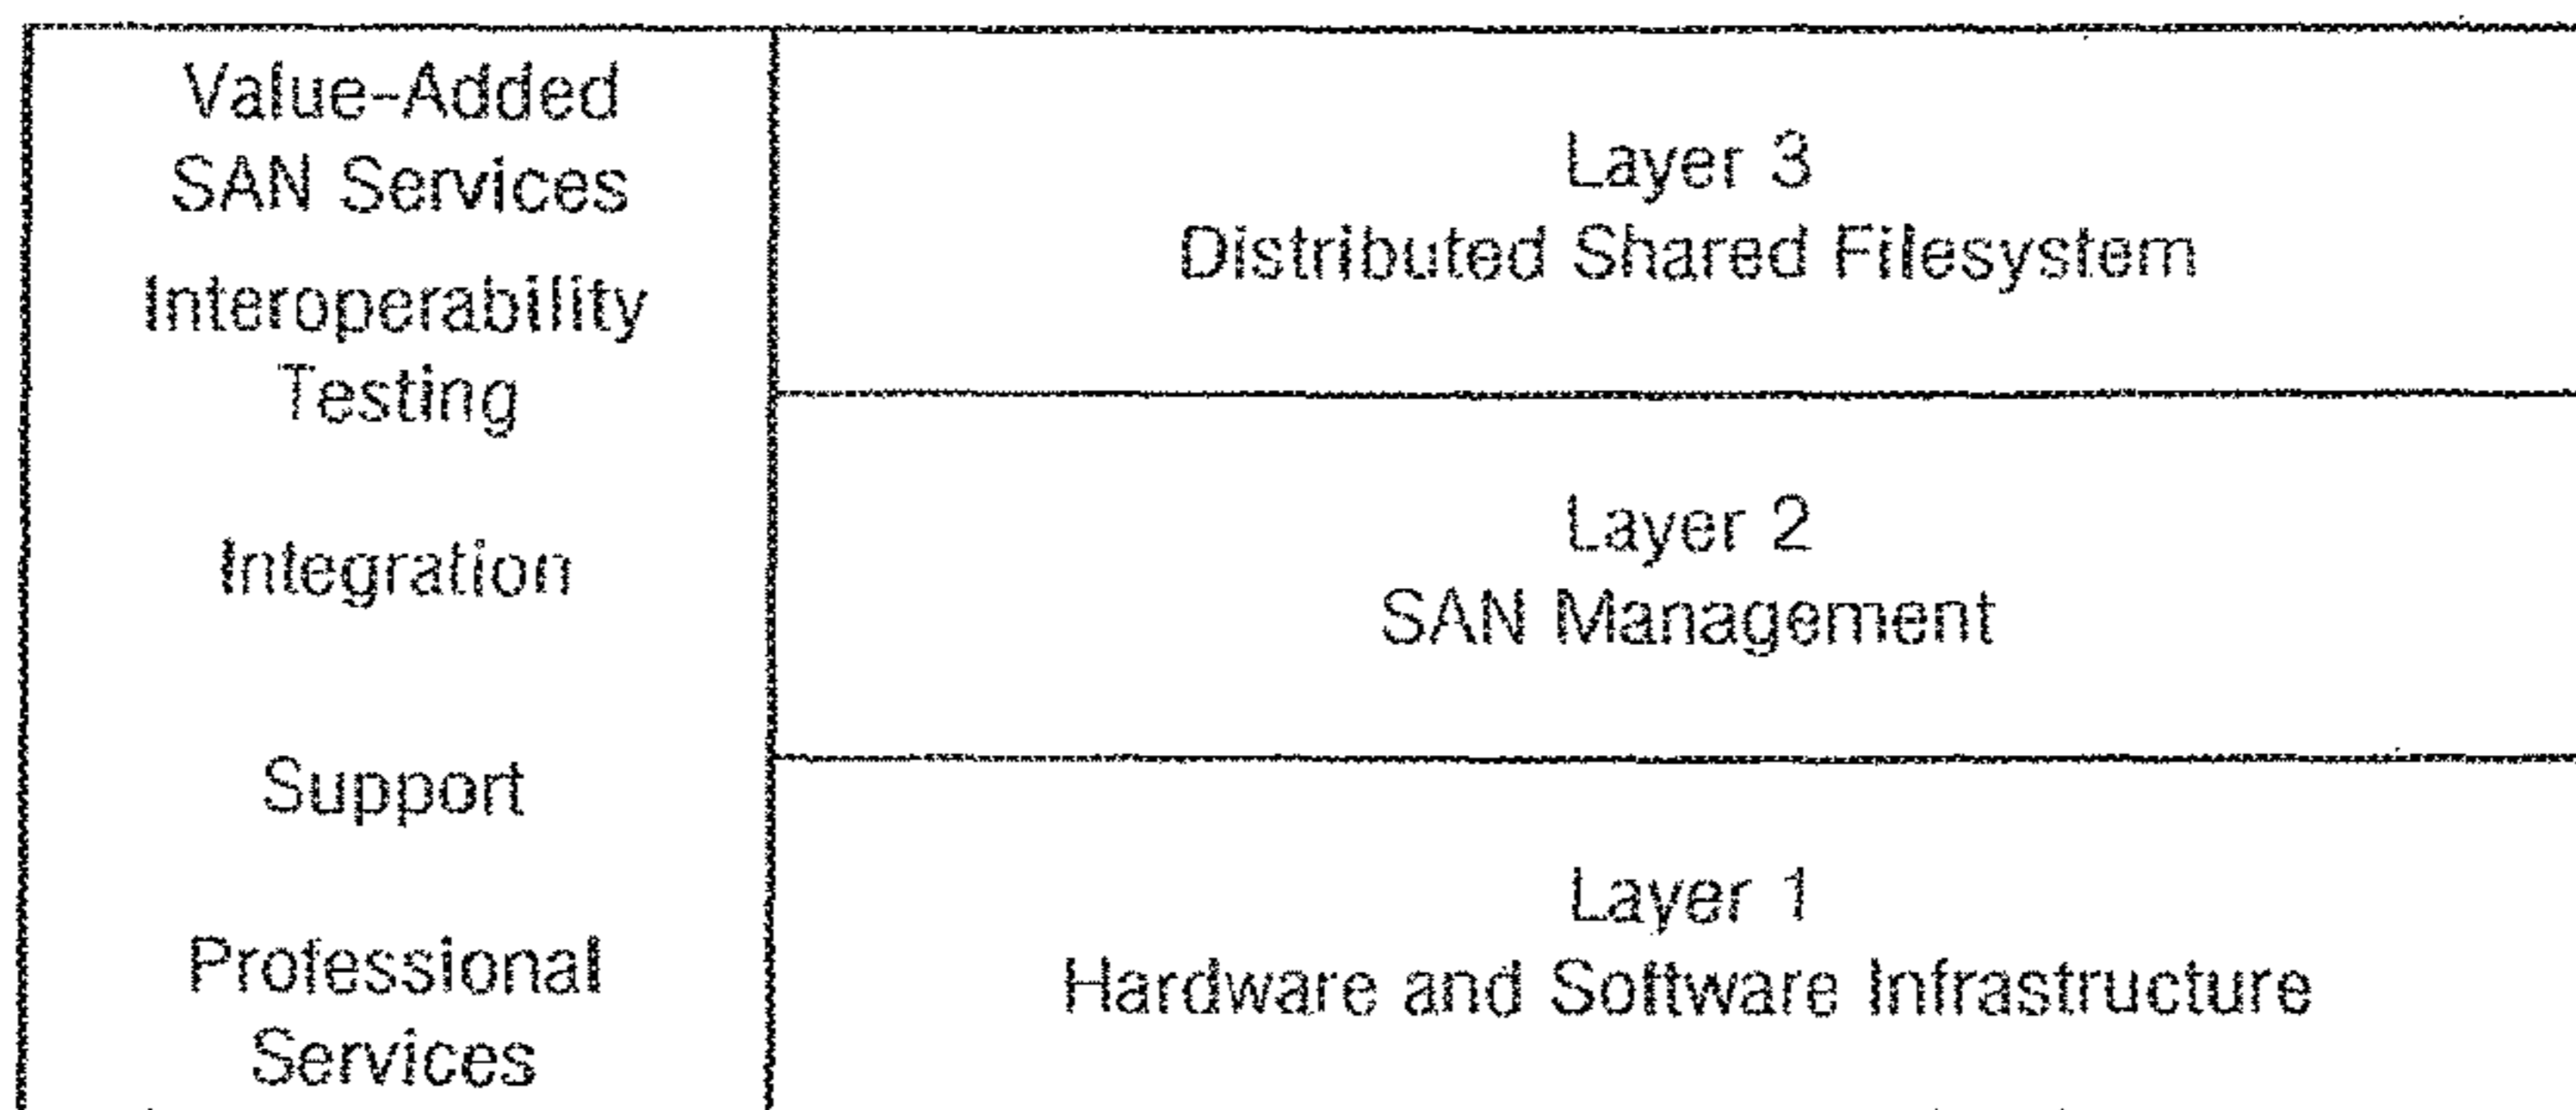 Value-Added
SAN Services
Interoperability
Testing
Integration
Support
Professional
Services
Layer 3
Distributed Shared Filesystem
Layer 2
SAN Management
Layer 1
Hardware and Software Infrastructure